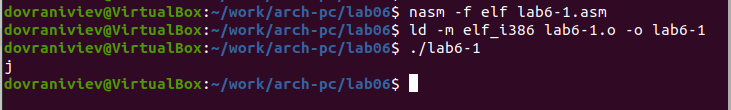 dovraniviev@VirtualBox:~/work/arch-pc/lab06$ nasm -f elf lab6-1.asm
dovraniviev@VirtualBox:~/work/arch-pc/lab06$ ld -m elf_i386 lab6-1.o -o lab6-1
dovraniviev@VirtualBox:~/work/arch-pc/lab06$ ./lab6-1
j
dovraniviev@VirtualBox:~/work/arch-pc/lab06$